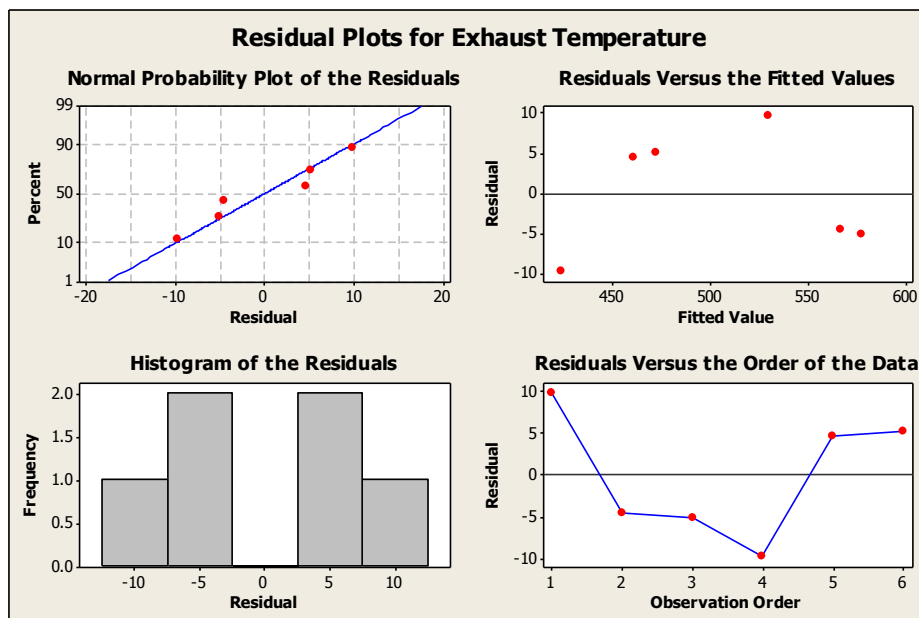 Residual Plots for Exhaust Temperature
Normal Probability Plot of the Residuals
99
90
50
10
1
Percent
-20 -10 0 10 20
Residual
Residuals Versus the Fitted Values
10
5
0
-5
-10
Residual
450 500 550 600
Fitted Value
Histogram of the Residuals
2.0
1.5
1.0
0.5
0.0
Frequency
-10 -5 0 5 10
Residual
Residuals Versus the Order of the Data
10
5
0
-5
-10
Residual
1 2 3 4 5 6
Observation Order